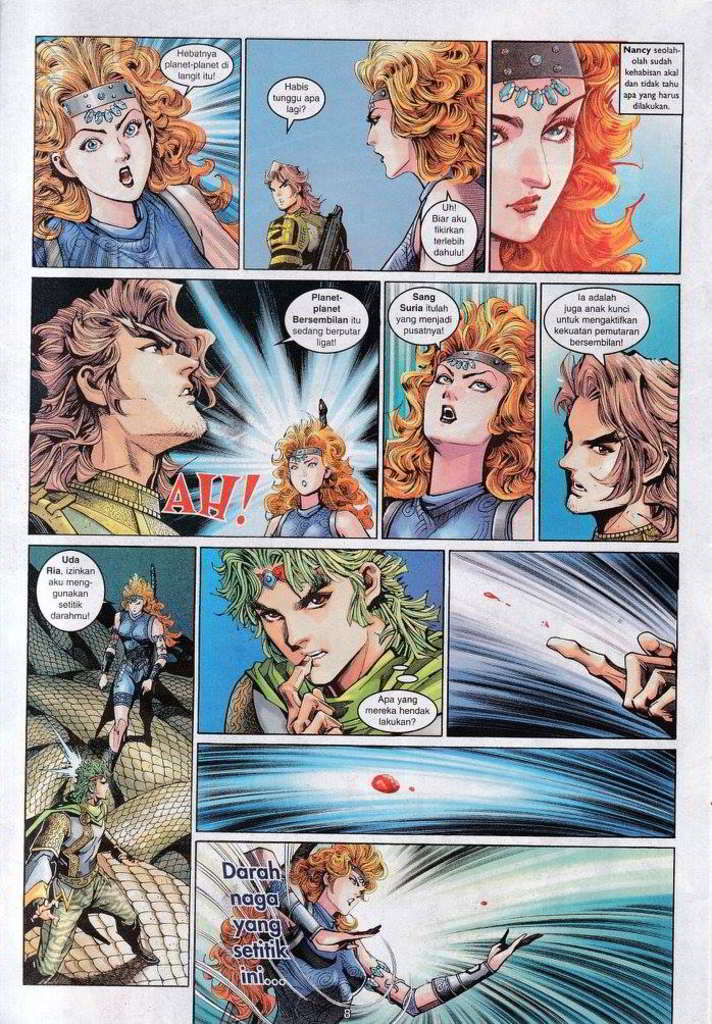 Hebatnya
planet-planet di
langit itu!
Habis
tunggu apa
lagi?
Uh!
Biar aku
fikirkan
terlebih
dahulu!
Nancy seolah-
olah sudah
kehabisan akal
dan tidak tahu
apa yang harus
dilakukan.
Planet-
planet
Bersembilan itu
sedang berputar
ligat!
AH!
Sang
Suria itulah
yang menjadi
pusatnya!
Ia adalah
juga anak kunci
untuk mengaktifkan
kekuatan pemutaran
bersembilan!
Uda
Ria, izinkan
aku meng-
gunakan
setitik
darahmu!
Apa yang
mereka hendak
lakukan?
Darah
naga
yang
setitik
ini...
8